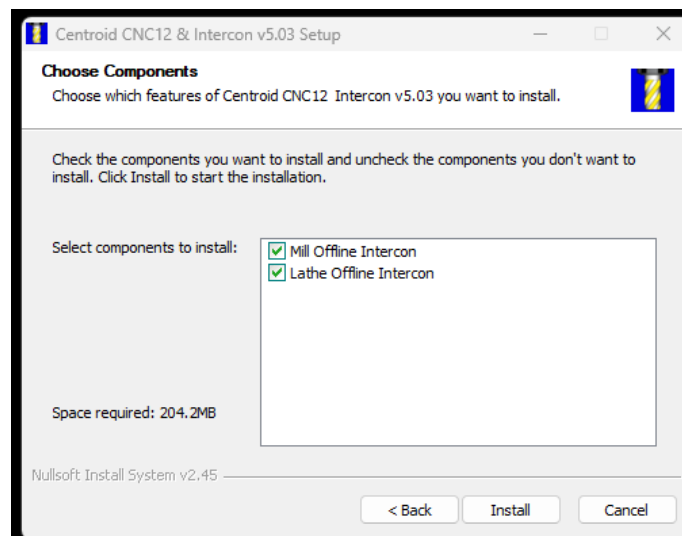 Centroid CNC12 & Intercon v5.03 Setup
Choose Components
Choose which features of Centroid CNC12 Intercon v5.03 you want to install.
Check the components you want to install and uncheck the components you don't want to
install. Click Install to start the installation.
Select components to install:
Mill Offline Intercon
Lathe Offline Intercon
Space required: 204.2MB
Nullsoft Install System v2.45
< Back
Install
Cancel